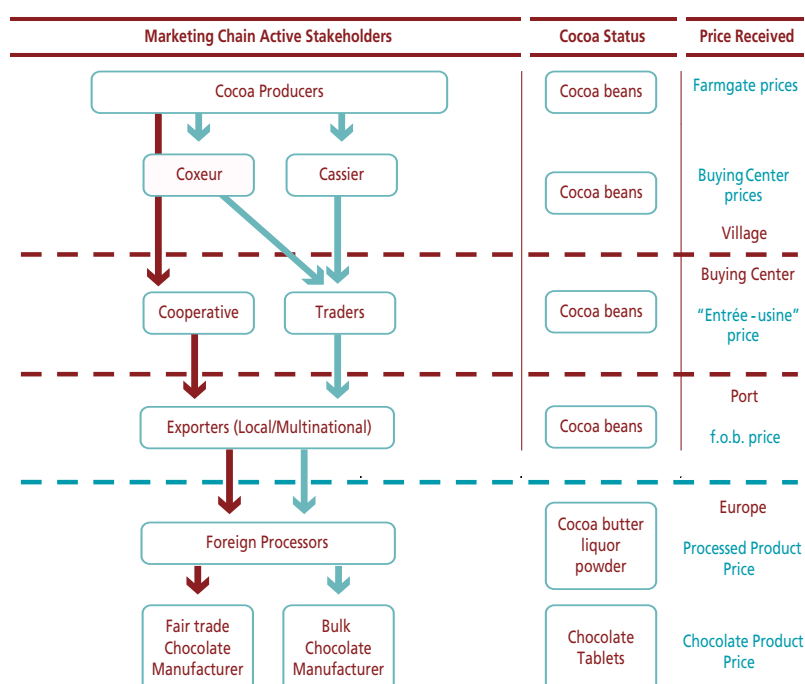 Marketing Chain Active Stakeholders
Cocoa Status
Price Received
Cocoa Producers
Cocoa beans
Farmgate prices
Coxeur
Cassier
Cocoa beans
Buying Center
prices
Village
Buying Center
Cooperative
Traders
Cocoa beans
“Entrée - usine”
price
Port
Exporters (Local/Multinational)
Cocoa beans
f.o.b. price
Europe
Foreign Processors
Cocoa butter
liquor
powder
Processed Product
Price
Fair trade
Chocolate
Manufacturer
Bulk
Chocolate
Manufacturer
Chocolate
Tablets
Chocolate Product
Price